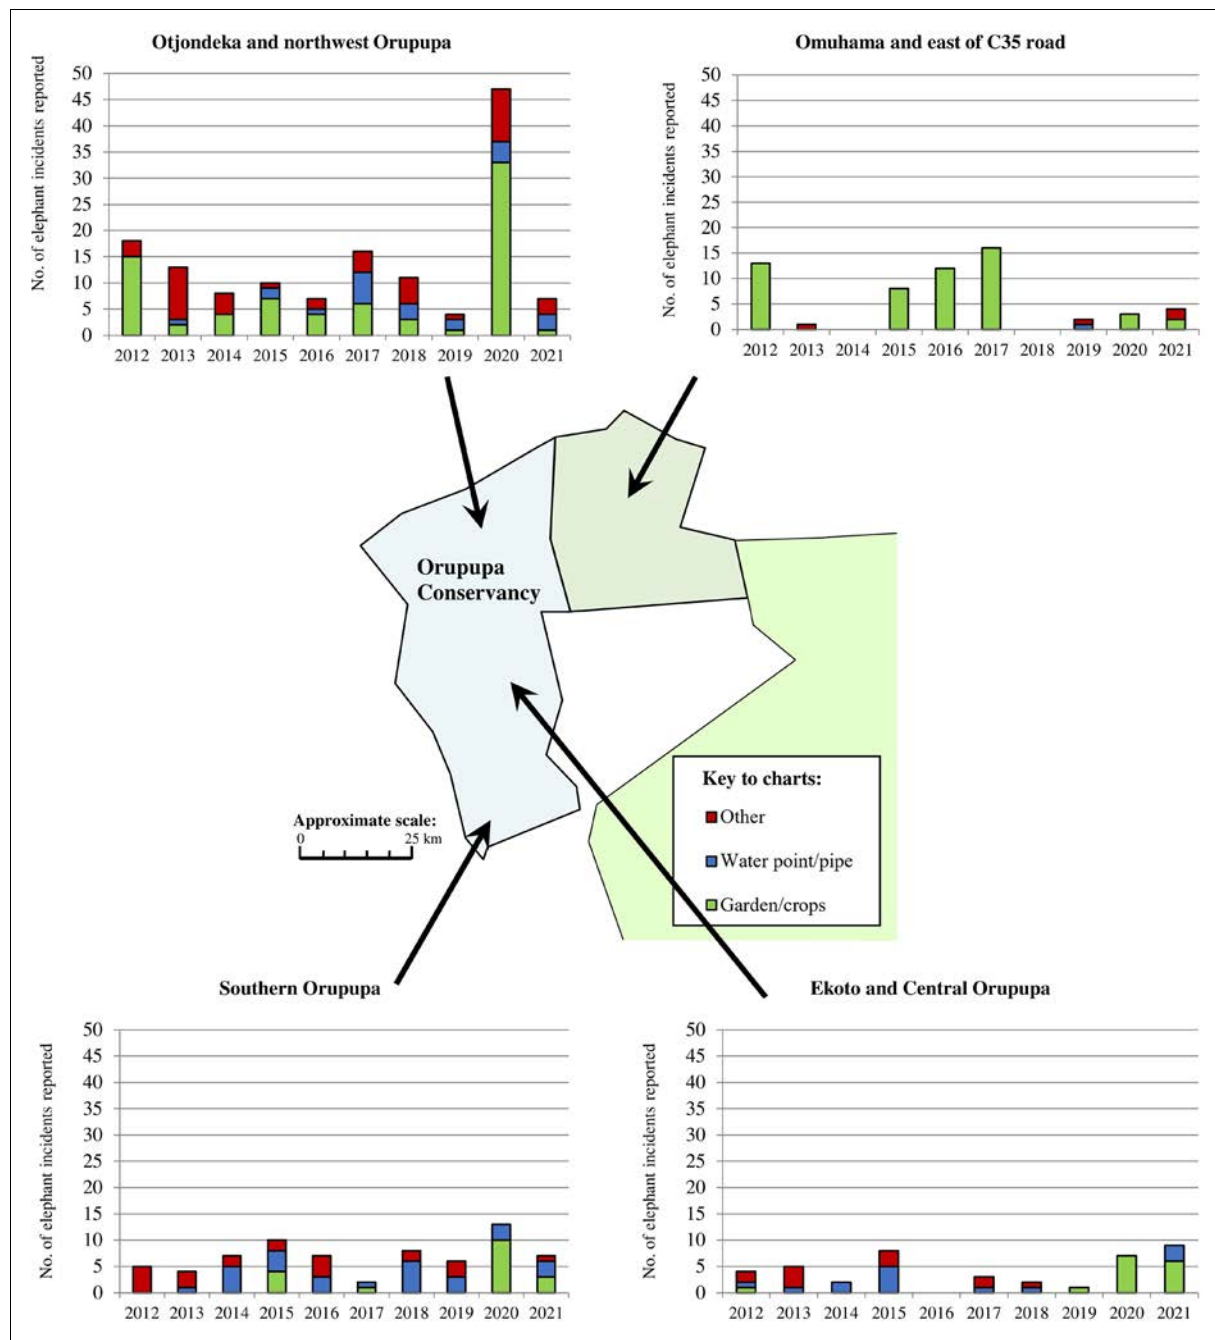 Otjondeka and northwest Orupupa
No. of elephant incidents reported
50
45
40
35
30
25
20
15
10
5
0
2012 2013 2014 2015 2016 2017 2018 2019 2020 2021
Omuhama and east of C35 road
No. of elephant incidents reported
50
45
40
35
30
25
20
15
10
5
0
2012 2013 2014 2015 2016 2017 2018 2019 2020 2021
Orupupa
Conservancy
Approximate scale:
0 25 km
Key to charts:
Other
Water point/pipe
Garden/crops
Southern Orupupa
No. of elephant incidents reported
50
45
40
35
30
25
20
15
10
5
0
2012 2013 2014 2015 2016 2017 2018 2019 2020 2021
Ekoto and Central Orupupa
No. of elephant incidents reported
50
45
40
35
30
25
20
15
10
5
0
2012 2013 2014 2015 2016 2017 2018 2019 2020 2021